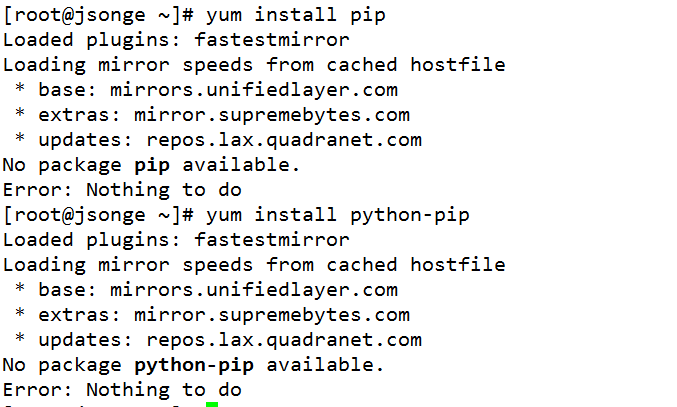 [root@jsonge ~]# yum install pip
Loaded plugins: fastestmirror
Loading mirror speeds from cached hostfile
 * base: mirrors.unifiedlayer.com
 * extras: mirror.supremebytes.com
 * updates: repos.lax.quadranet.com
No package pip available.
Error: Nothing to do
[root@jsonge ~]# yum install python-pip
Loaded plugins: fastestmirror
Loading mirror speeds from cached hostfile
 * base: mirrors.unifiedlayer.com
 * extras: mirror.supremebytes.com
 * updates: repos.lax.quadranet.com
No package python-pip available.
Error: Nothing to do